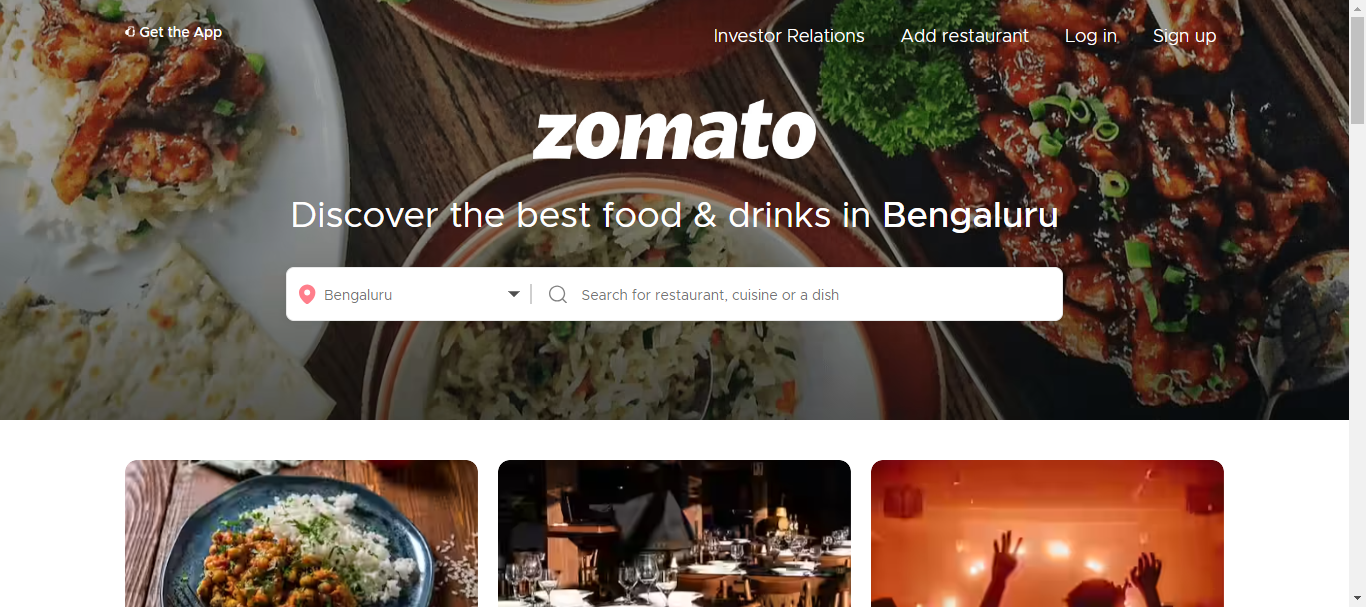 Get the App
Investor Relations Add restaurant Log in Sign up
zomato
Discover the best food & drinks in Bengaluru
Bengaluru Search for restaurant, cuisine or a dish